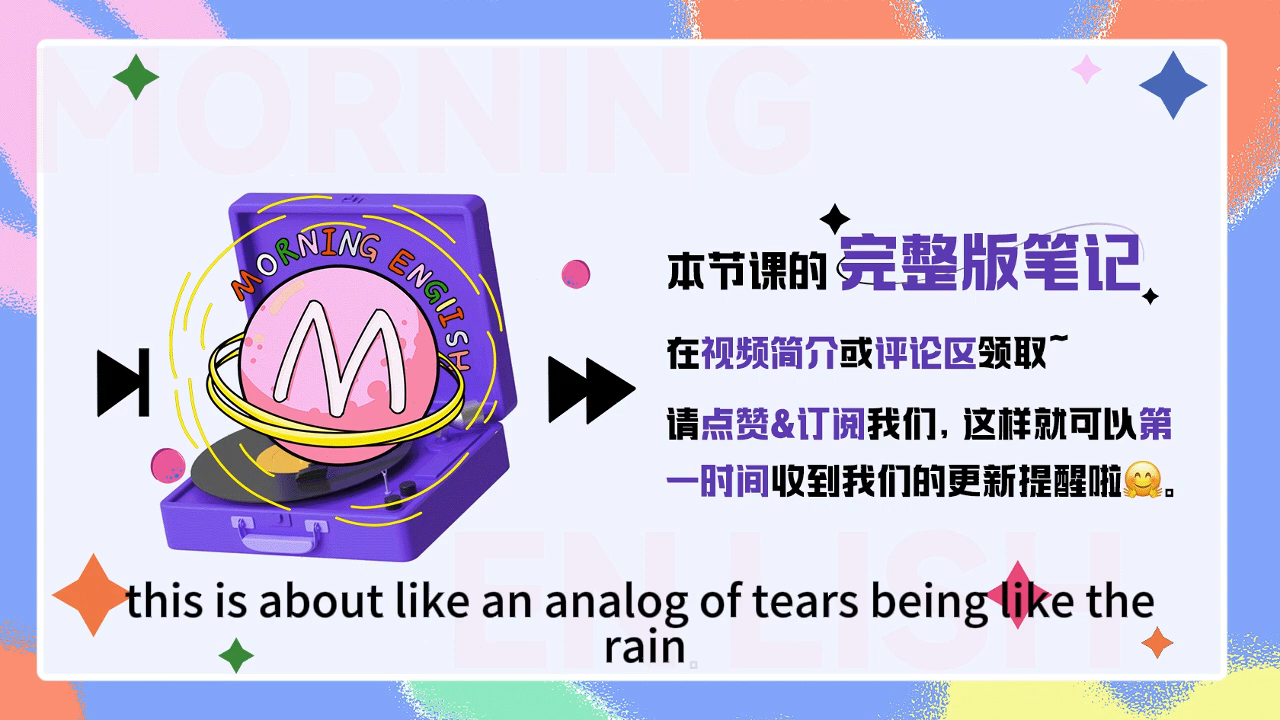 MORNING
MORNING ENGlISH
M
本节课的 完整版笔记
在视频简介或评论区领取~
请点赞&订阅我们，这样就可以第
一时间收到我们的更新提醒啦🤗。
EN LISH
this is about like an analog of tears being like the
rain